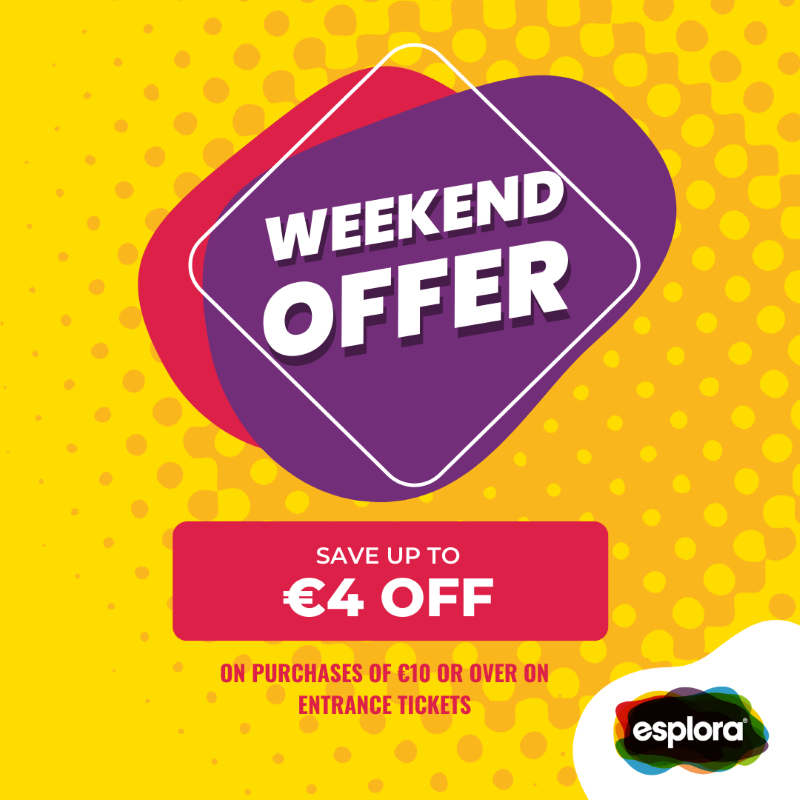 WEEKEND
OFFER
SAVE UP TO
€4 OFF
ON PURCHASES OF €10 OR OVER ON
ENTRANCE TICKETS
esplora®